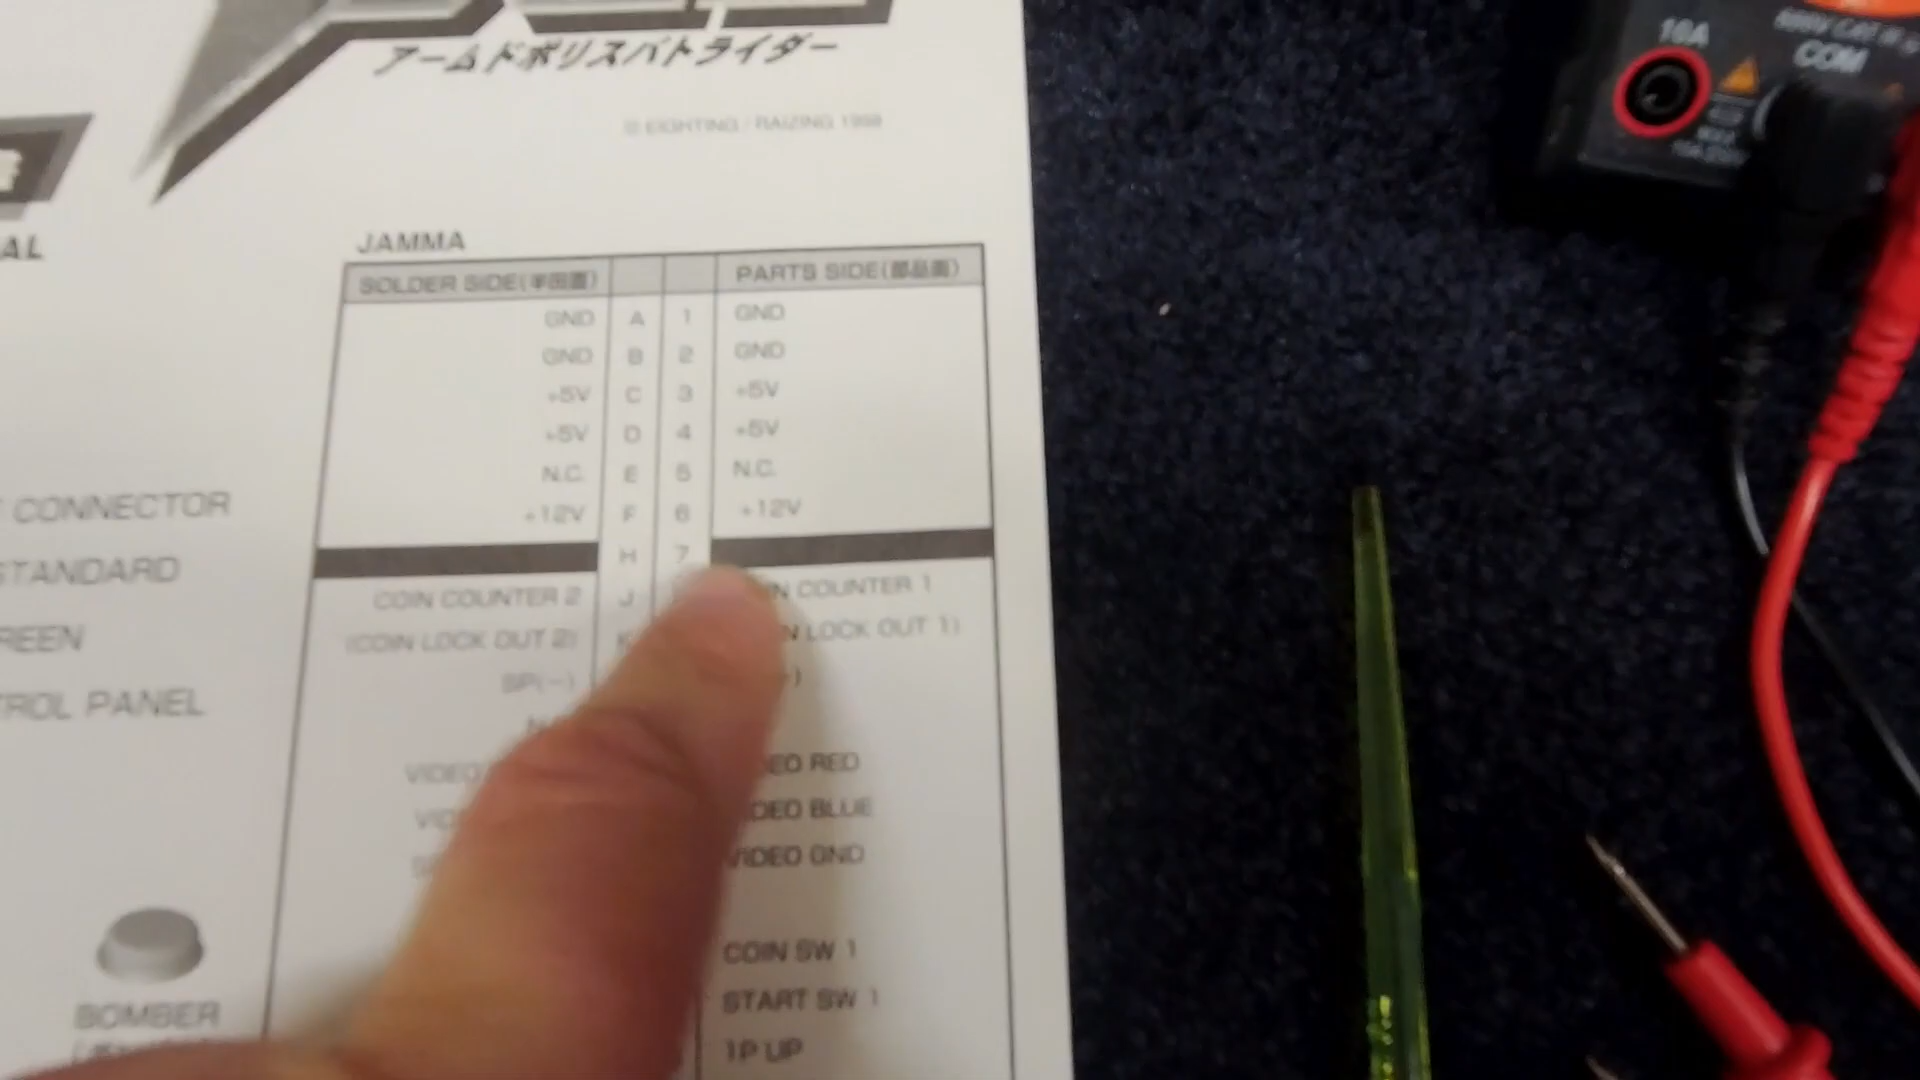 アームドポリスバトライダー
© EIGHTING / RAIZING 1998
AL
JAMMA
SOLDER SIDE(半田面) PARTS SIDE(部品面)
GND A 1 GND
GND B 2 GND
+5V C 3 +5V
+5V D 4 +5V
N.C. E 5 N.C.
+12V F 6 +12V
H 7
COIN COUNTER 2 J N COUNTER 1
(COIN LOCK OUT 2) K N LOCK OUT 1)
SP(-) )
VIDEO EO RED
VID DEO BLUE
VIDEO GND
COIN SW 1
START SW 1
1P UP
T CONNECTOR
STANDARD
REEN
TROL PANEL
BOMBER
10A
COM